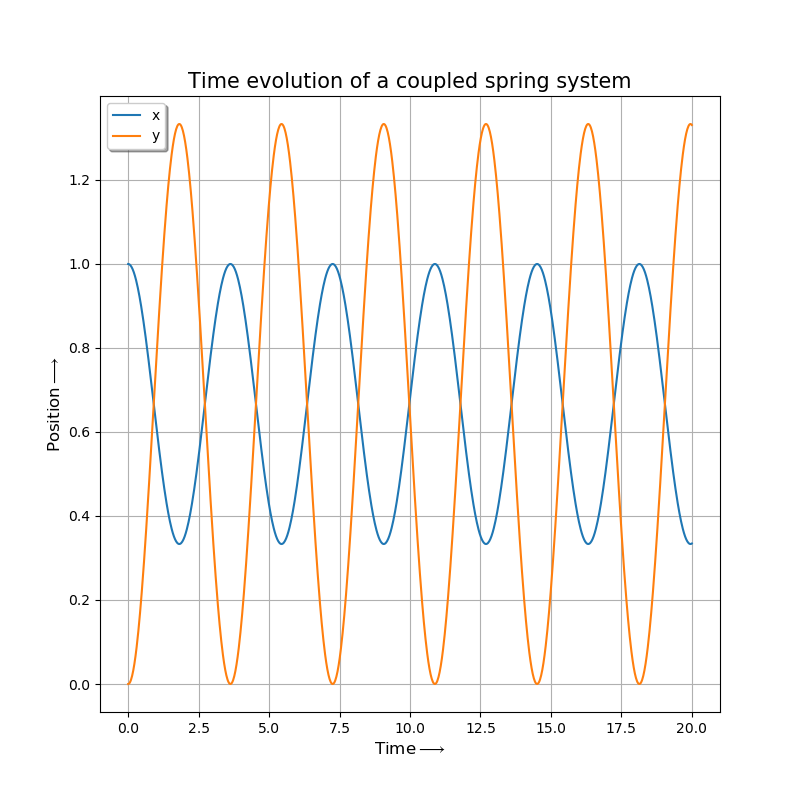 Time evolution of a coupled spring system
x
y
1.2
1.0
0.8
0.6
0.4
0.2
0.0
Position ⟶
0.0 2.5 5.0 7.5 10.0 12.5 15.0 17.5 20.0
Time ⟶